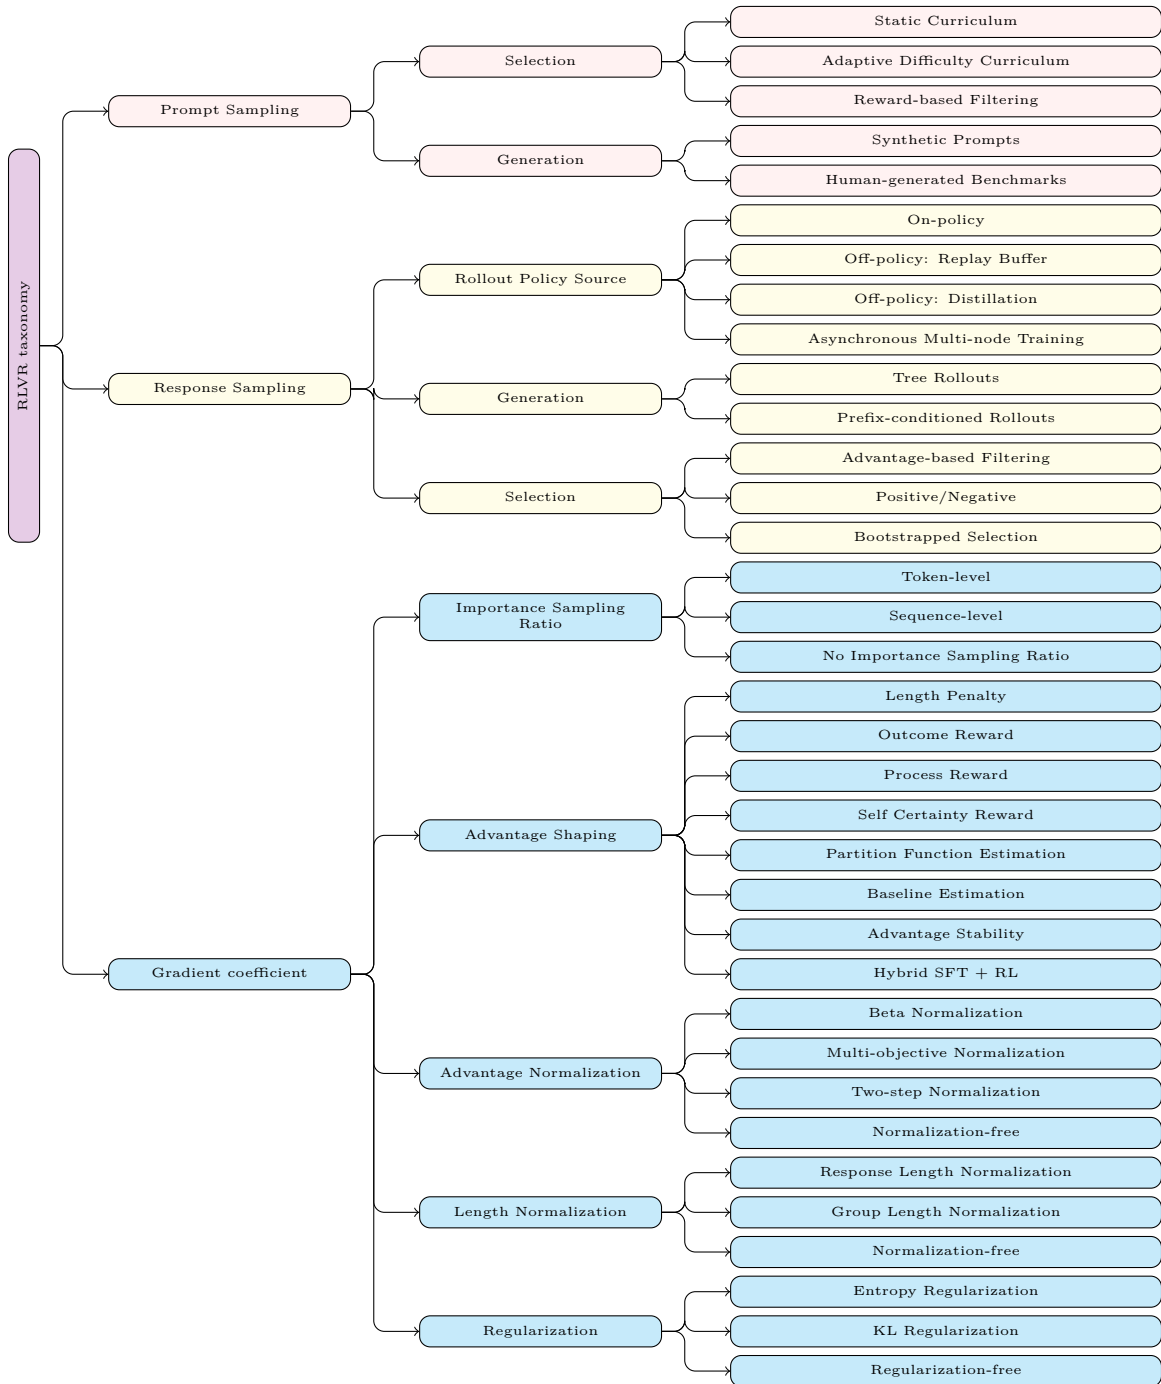 RLVR taxonomy
Prompt Sampling
Selection
Static Curriculum
Adaptive Difficulty Curriculum
Reward-based Filtering
Generation
Synthetic Prompts
Human-generated Benchmarks
Response Sampling
Rollout Policy Source
On-policy
Off-policy: Replay Buffer
Off-policy: Distillation
Asynchronous Multi-node Training
Generation
Tree Rollouts
Prefix-conditioned Rollouts
Selection
Advantage-based Filtering
Positive/Negative
Bootstrapped Selection
Gradient coefficient
Importance Sampling
Ratio
Token-level
Sequence-level
No Importance Sampling Ratio
Advantage Shaping
Length Penalty
Outcome Reward
Process Reward
Self Certainty Reward
Partition Function Estimation
Baseline Estimation
Advantage Stability
Hybrid SFT + RL
Advantage Normalization
Beta Normalization
Multi-objective Normalization
Two-step Normalization
Normalization-free
Length Normalization
Response Length Normalization
Group Length Normalization
Normalization-free
Regularization
Entropy Regularization
KL Regularization
Regularization-free